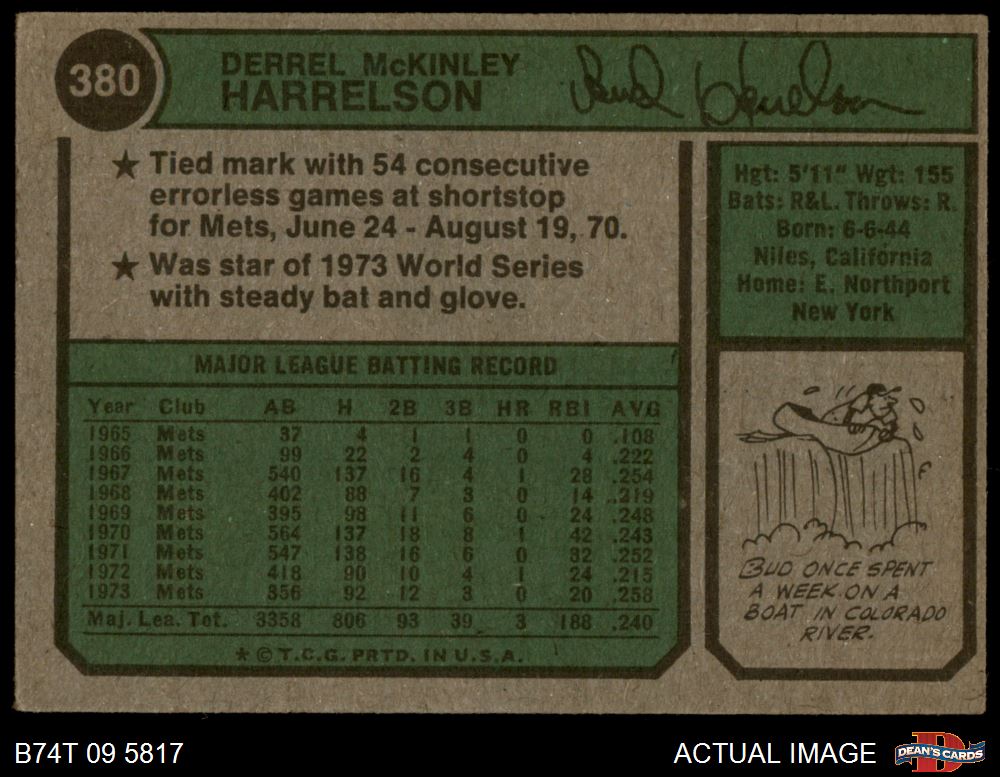 380
DERREL McKINLEY
HARRELSON
Bud Harrelson
★ Tied mark with 54 consecutive
errorless games at shortstop
for Mets, June 24 - August 19, 70.
★ Was star of 1973 World Series
with steady bat and glove.
Hgt: 5'11" Wgt: 155
Bats: R&L. Throws: R.
Born: 6-6-44
Niles, California
Home: E. Northport
New York
MAJOR LEAGUE BATTING RECORD
Year Club AB H 2B 3B HR RBI AVG
1965 Mets 37 4 1 1 0 0 .108
1966 Mets 99 22 2 4 0 4 .222
1967 Mets 540 137 16 4 1 28 .254
1968 Mets 402 88 7 3 0 14 .219
1969 Mets 395 98 11 6 0 24 .248
1970 Mets 564 137 18 8 1 42 .243
1971 Mets 547 138 16 6 0 32 .252
1972 Mets 418 90 10 4 1 24 .215
1973 Mets 356 92 12 3 0 20 .258
Maj. Lea. Tot. 3358 806 93 39 3 188 .240
* © T.C.G. PRTD. IN U.S.A.
BUD ONCE SPENT
A WEEK ON A
BOAT IN COLORADO
RIVER.
B74T 09 5817
ACTUAL IMAGE
DEAN'S CARDS